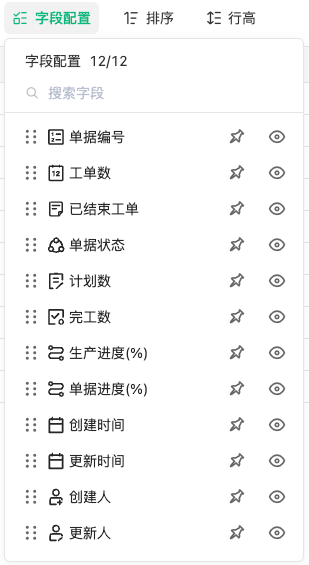 字段配置 排序 行高
字段配置 12/12
搜索字段
单据编号
工单数
已结束工单
单据状态
计划数
完工数
生产进度(%)
单据进度(%)
创建时间
更新时间
创建人
更新人